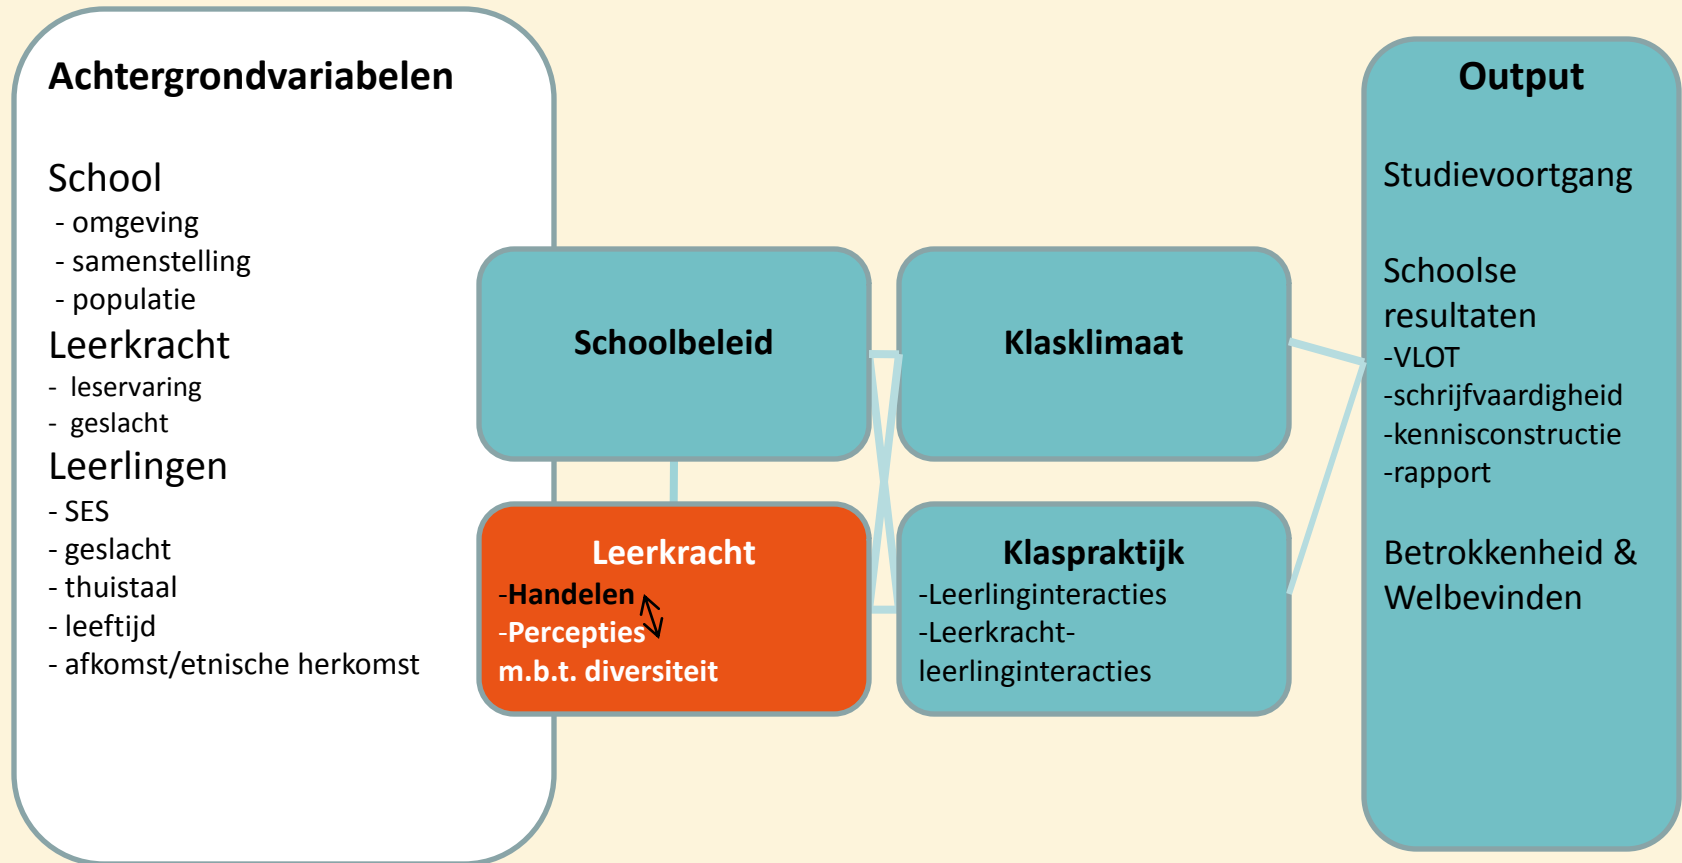 Achtergrondvariabelen
School
- omgeving
- samenstelling
- populatie
Leerkracht
- leservaring
- geslacht
Leerlingen
- SES
- geslacht
- thuistaal
- leeftijd
- afkomst/etnische herkomst
Schoolbeleid
Leerkracht
-Handelen
-Percepties
m.b.t. diversiteit
Klasklimaat
Klaspraktijk
-Leerlinginteracties
-Leerkracht-
leerlinginteracties
Output
Studievoortgang
Schoolse
resultaten
-VLOT
-schrijfvaardigheid
-kennisconstructie
-rapport
Betrokkenheid &
Welbevinden